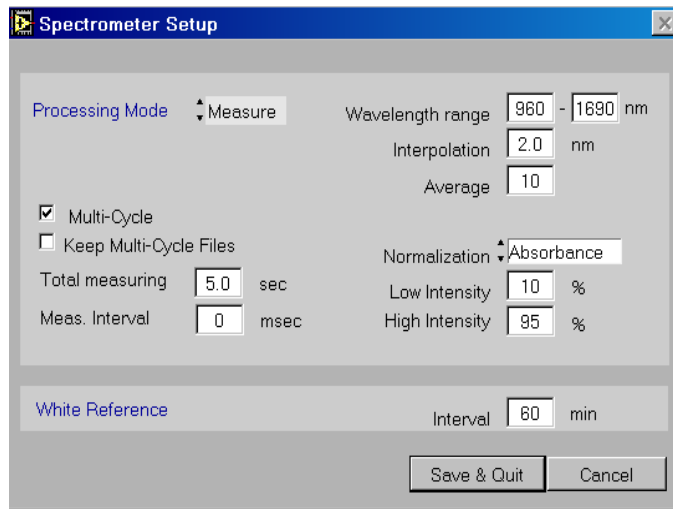 Spectrometer Setup
Processing Mode Measure
Wavelength range 960 - 1690 nm
Interpolation 2.0 nm
Average 10
Multi-Cycle
Keep Multi-Cycle Files
Total measuring 5.0 sec
Meas. Interval 0 msec
Normalization Absorbance
Low Intensity 10 %
High Intensity 95 %
White Reference
Interval 60 min
Save & Quit Cancel